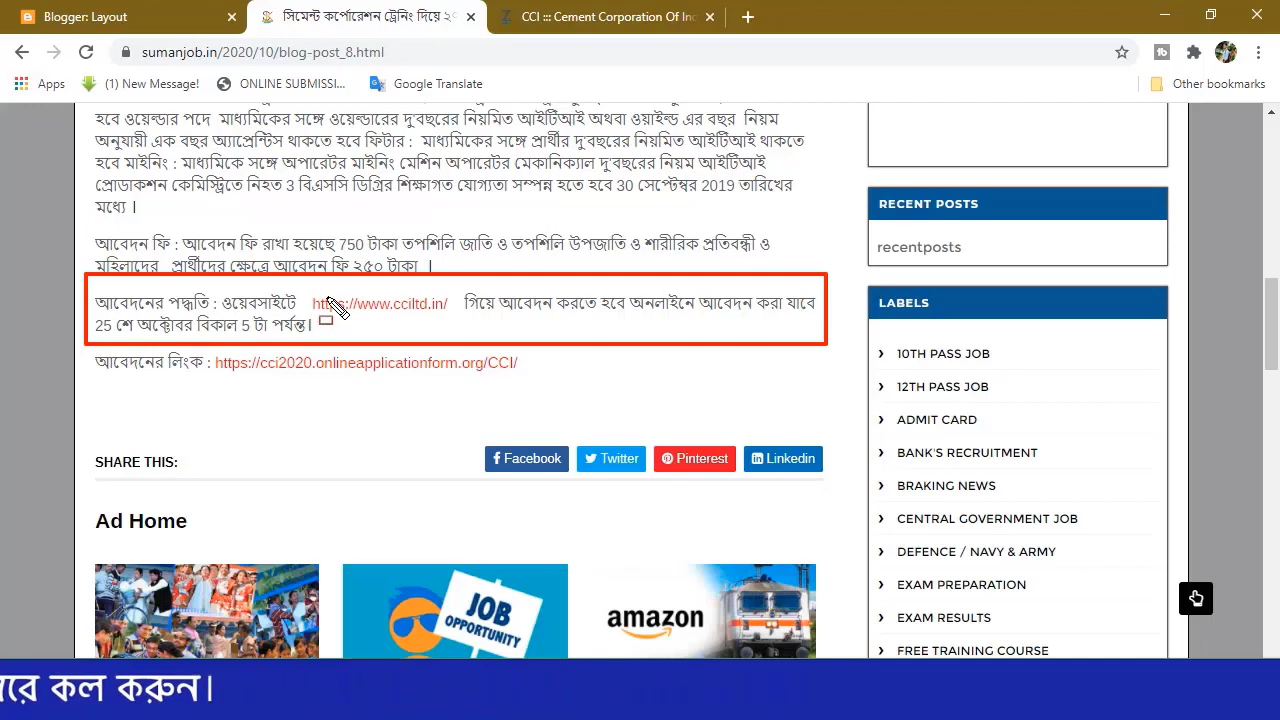 Blogger: Layout
সিমেন্ট কর্পোরেশন ট্রেনিং দিয়ে
CCI ::: Cement Corporation Of In
sumanjob.in/2020/10/blog-post_8.html
Apps
(1) New Message!
ONLINE SUBMISSI...
Google Translate
Other bookmarks
হবে ওয়েল্ডার পদে মাধ্যমিকের সঙ্গে ওয়েল্ডারের দু'বছরের নিয়মিত আইটিআই অথবা ওয়াইল্ড এর বছর নিয়ম
অনুযায়ী এক বছর অ্যাপ্রেন্টিস থাকতে হবে ফিটার : মাধ্যমিকের সঙ্গে প্রার্থীর দু'বছরের নিয়মিত আইটিআই থাকতে
হবে মাইনিং : মাধ্যমিকে সঙ্গে অপারেটর মাইনিং মেশিন অপারেটর মেকানিক্যাল দু'বছরের নিয়ম আইটিআই
প্রোডাকশন কেমিস্ট্রিতে নিহত 3 বিএসসি ডিগ্রির শিক্ষাগত যোগ্যতা সম্পন্ন হতে হবে 30 সেপ্টেম্বর 2019 তারিখের
মধ্যে ।
আবেদন ফি : আবেদন ফি রাখা হয়েছে 750 টাকা তপশিলি জাতি ও তপশিলি উপজাতি ও শারীরিক প্রতিবন্ধী ও
মহিলাদের প্রার্থীদের ক্ষেত্রে আবেদন ফি ২৫০ টাকা ।
আবেদনের পদ্ধতি : ওয়েবসাইটে https://www.cciltd.in/ গিয়ে আবেদন করতে হবে অনলাইনে আবেদন করা যাবে
25 শে অক্টোবর বিকাল 5 টা পর্যন্ত।
আবেদনের লিংক : https://cci2020.onlineapplicationform.org/CCI/
SHARE THIS:
Facebook
Twitter
Pinterest
Linkedin
Ad Home
JOB
OPPORTUNITY
amazon
RECENT POSTS
recentposts
LABELS
10TH PASS JOB
12TH PASS JOB
ADMIT CARD
BANK'S RECRUITMENT
BRAKING NEWS
CENTRAL GOVERNMENT JOB
DEFENCE / NAVY & ARMY
EXAM PREPARATION
EXAM RESULTS
FREE TRAINING COURSE
কল করুন।